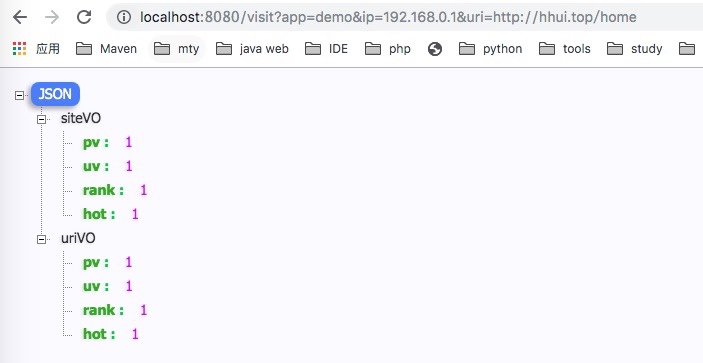 localhost:8080/visit?app=demo&ip=192.168.0.1&uri=http://hhui.top/home
应用 Maven mty java web IDE php python tools study
JSON
siteVO
pv : 1
uv : 1
rank : 1
hot : 1
uriVO
pv : 1
uv : 1
rank : 1
hot : 1